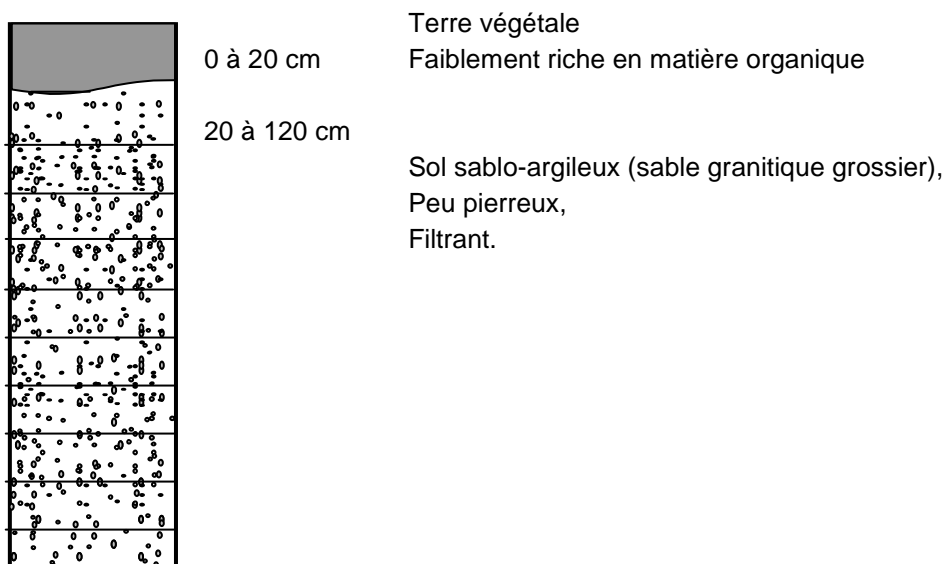 Terre végétale
0 à 20 cm Faiblement riche en matière organique
20 à 120 cm
Sol sablo-argileux (sable granitique grossier),
Peu pierreux,
Filtrant.